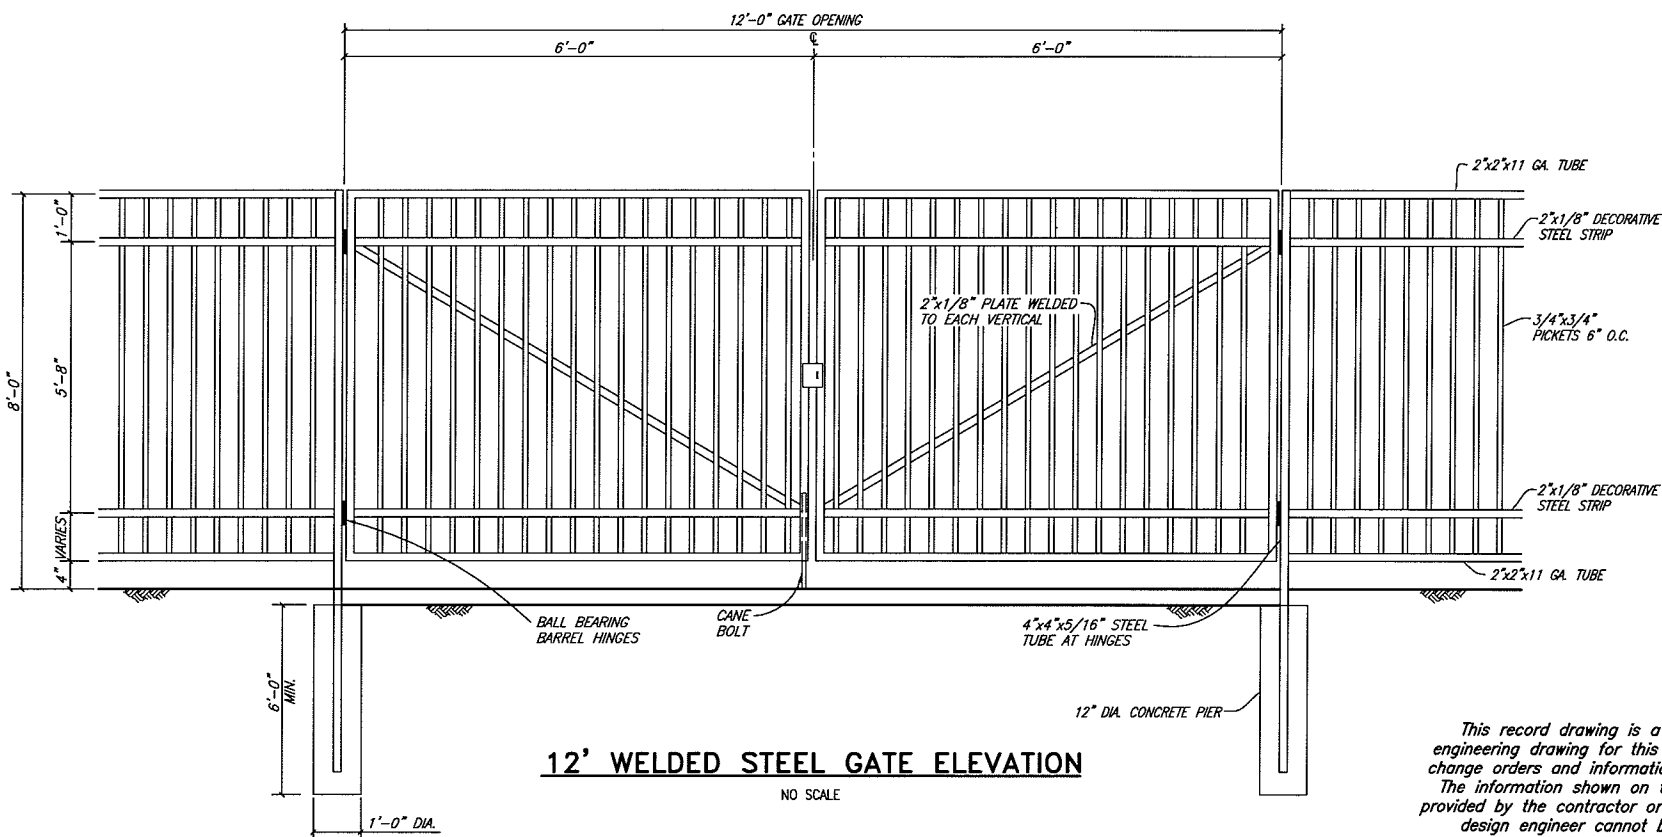 12'-0" GATE OPENING
℄
6'-0"
6'-0"
2"x2"x11 GA. TUBE
1'-0"
2"x1/8" DECORATIVE
STEEL STRIP
2"x1/8" PLATE WELDED
TO EACH VERTICAL
3/4"x3/4"
PICKETS 6" O.C.
8'-0"
5'-8"
2"x1/8" DECORATIVE
STEEL STRIP
VARIES
4"
2"x2"x11 GA. TUBE
BALL BEARING
BARREL HINGES
CANE
BOLT
4"x4"x5/16" STEEL
TUBE AT HINGES
6'-0"
MIN.
12" DIA. CONCRETE PIER
12' WELDED STEEL GATE ELEVATION
NO SCALE
1'-0" DIA.
This record drawing is a
engineering drawing for this
change orders and informatio
The information shown on t
provided by the contractor or
design engineer cannot b